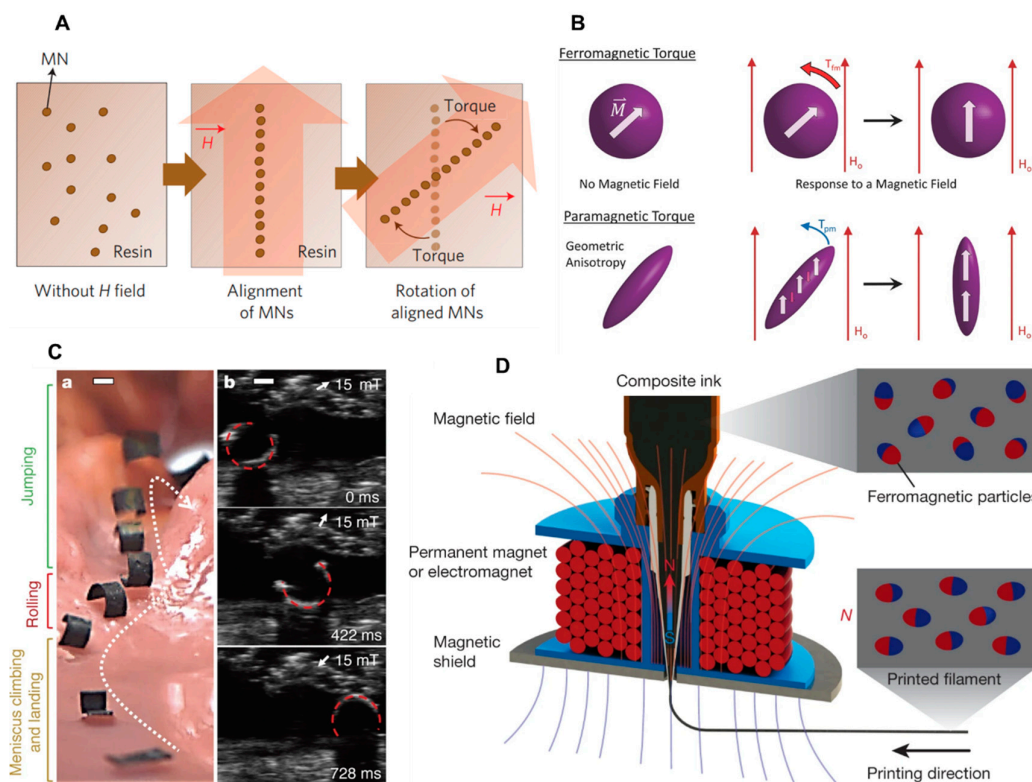 A
MN
Resin
Without H field
H
Resin
Alignment
of MNs
Torque
H
Torque
Rotation of
aligned MNs
B
Ferromagnetic Torque
M
No Magnetic Field
Tfm
Ho
Response to a Magnetic Field
Paramagnetic Torque
Geometric
Anisotropy
Tpm
Ho
Ho
C
a
Jumping
Rolling
Meniscus climbing
and landing
b
15 mT
0 ms
15 mT
422 ms
15 mT
728 ms
D
Composite ink
Magnetic field
Permanent magnet
or electromagnet
Magnetic
shield
N
S
Ferromagnetic particles
N
Printed filament
Printing direction